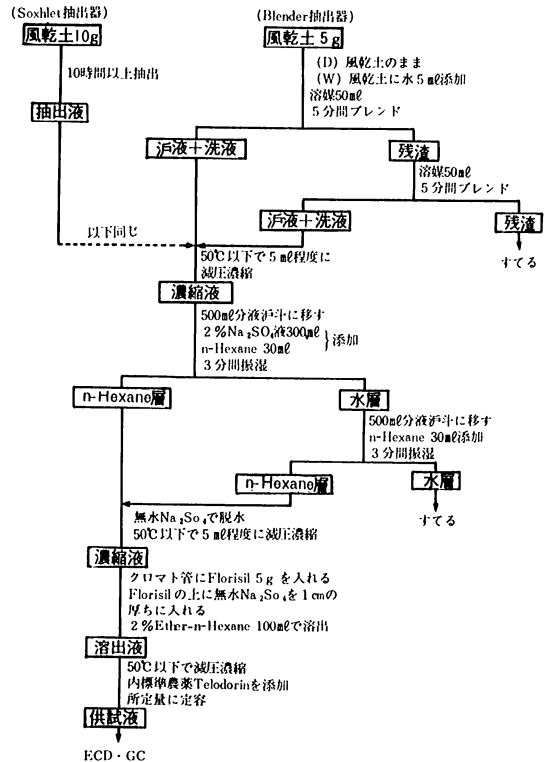 (Soxhlet抽出器)
風乾土10g
10時間以上抽出
抽出液
(Blender抽出器)
風乾土5g
(D) 風乾土のまま
(W) 風乾土に水5㎖添加
溶媒50㎖
5分間ブレンド
沪液＋洗液
残渣
溶媒50㎖
5分間ブレンド
沪液＋洗液
残渣
すてる
以下同じ
50℃以下で5㎖程度に
減圧濃縮
濃縮液
500㎖分液沪斗に移す
2％Na₂SO₄液300㎖
n-Hexane 30㎖
}添加
3分間振湿
n-Hexane層
水層
500㎖分液沪斗に移す
n-Hexane 30㎖添加
3分間振湿
n-Hexane層
水層
すてる
無水Na₂So₄で脱水
50℃以下で5㎖程度に減圧濃縮
濃縮液
クロマト管にFlorisil 5gを入れる
Florisilの上に無水Na₂So₄を1cmの
厚ちに入れる
2％Ether-n-Hexane 100㎖で溶出
溶出液
50℃以下で減圧濃縮
内標準農薬Telodorinを添加
所定量に定容
供試液
ECD・GC